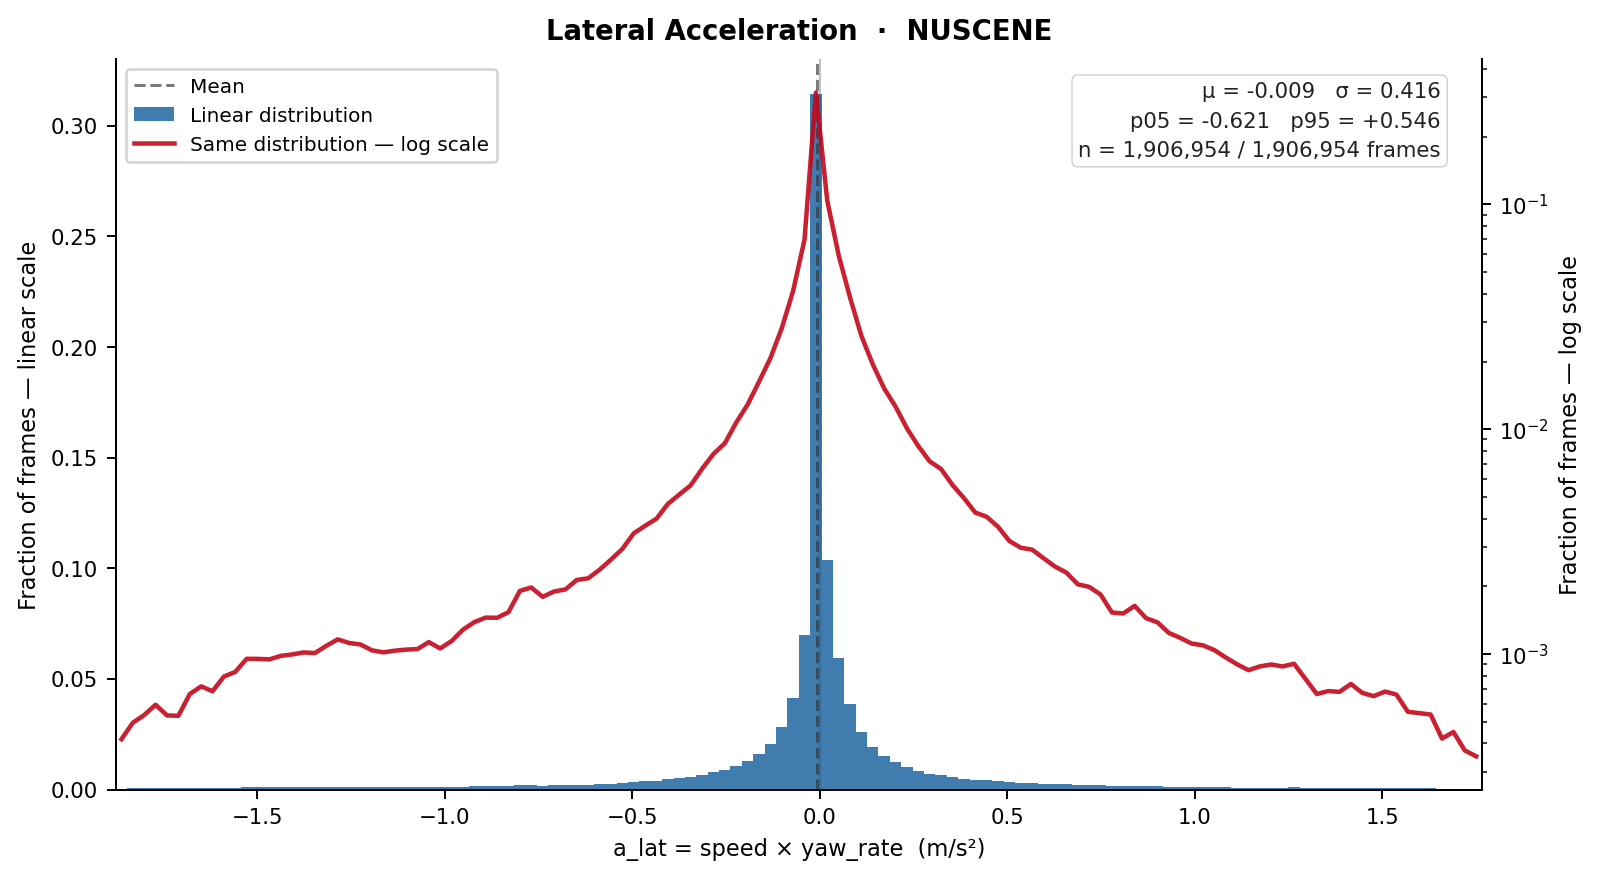 Lateral Acceleration · NUSCENE
Mean
Linear distribution
Same distribution — log scale
μ = -0.009 σ = 0.416
p05 = -0.621 p95 = +0.546
n = 1,906,954 / 1,906,954 frames
Fraction of frames — linear scale
0.30
0.25
0.20
0.15
0.10
0.05
0.00
10⁻¹
10⁻²
10⁻³
Fraction of frames — log scale
−1.5 −1.0 −0.5 0.0 0.5 1.0 1.5
a_lat = speed × yaw_rate (m/s²)